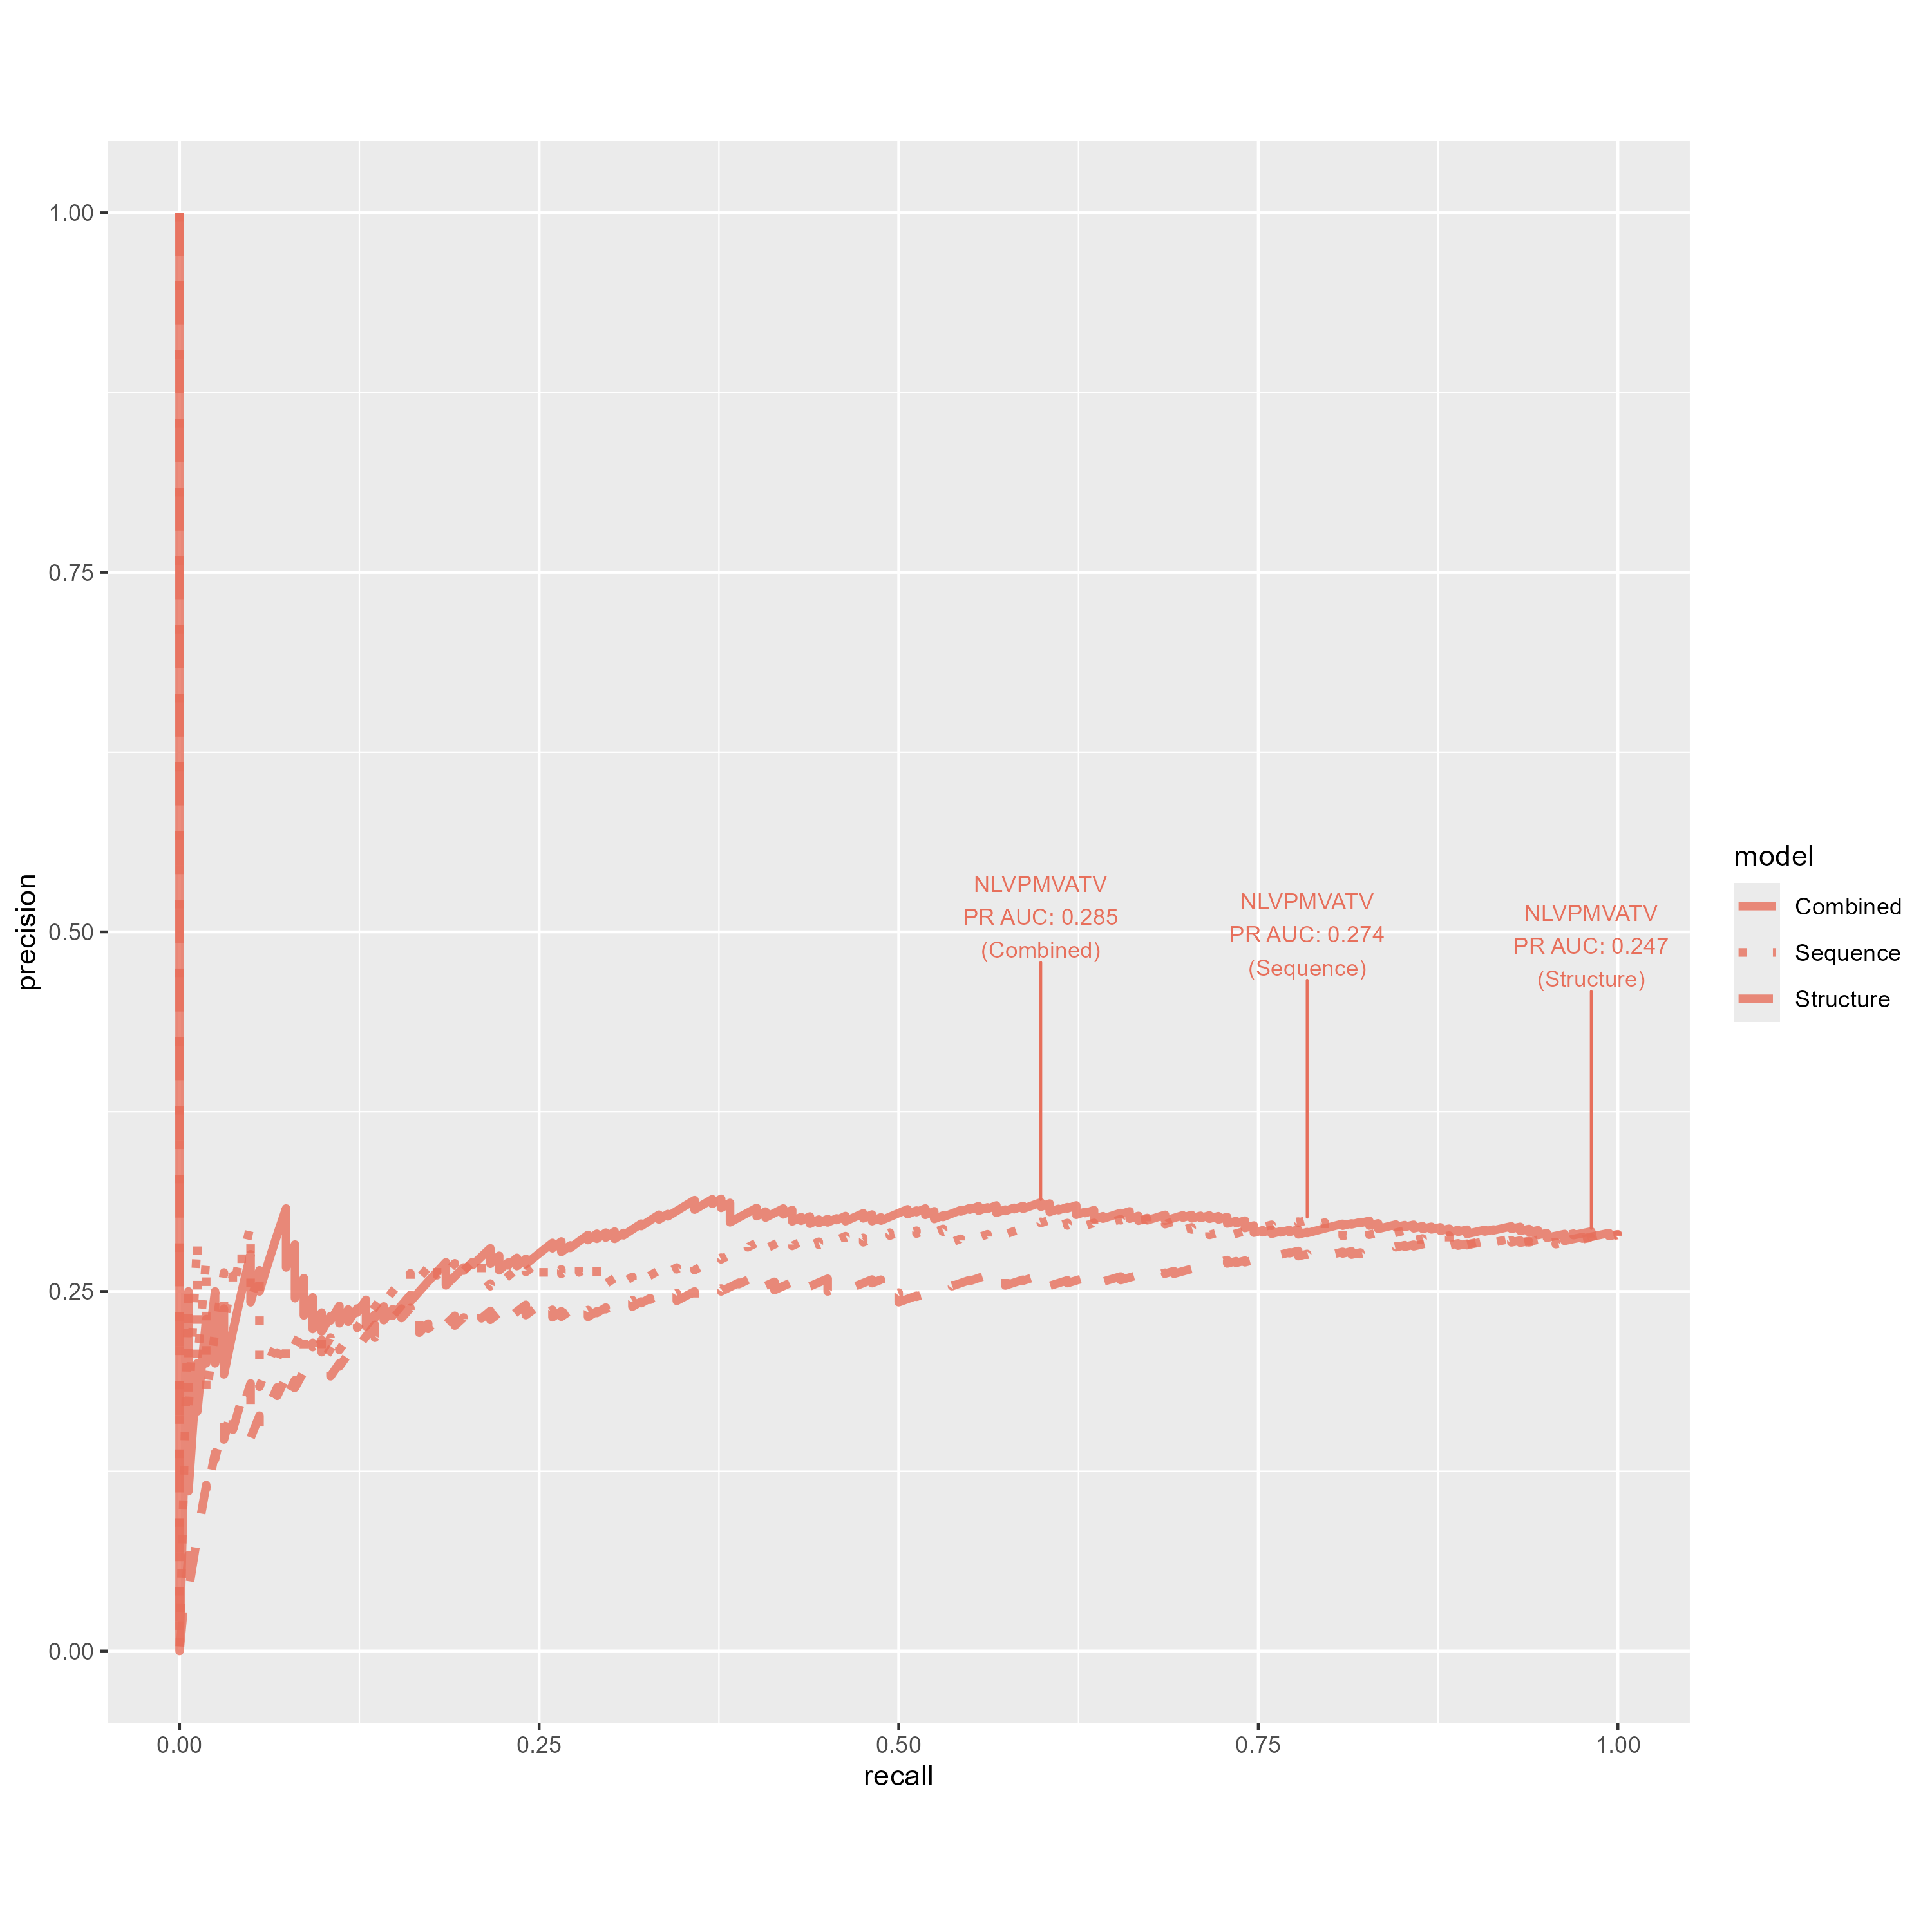 1.00
0.75
0.50
0.25
0.00
precision
0.00
0.25
0.50
0.75
1.00
recall
NLVPMVATV
PR AUC: 0.285
(Combined)
NLVPMVATV
PR AUC: 0.274
(Sequence)
NLVPMVATV
PR AUC: 0.247
(Structure)
model
Combined
Sequence
Structure